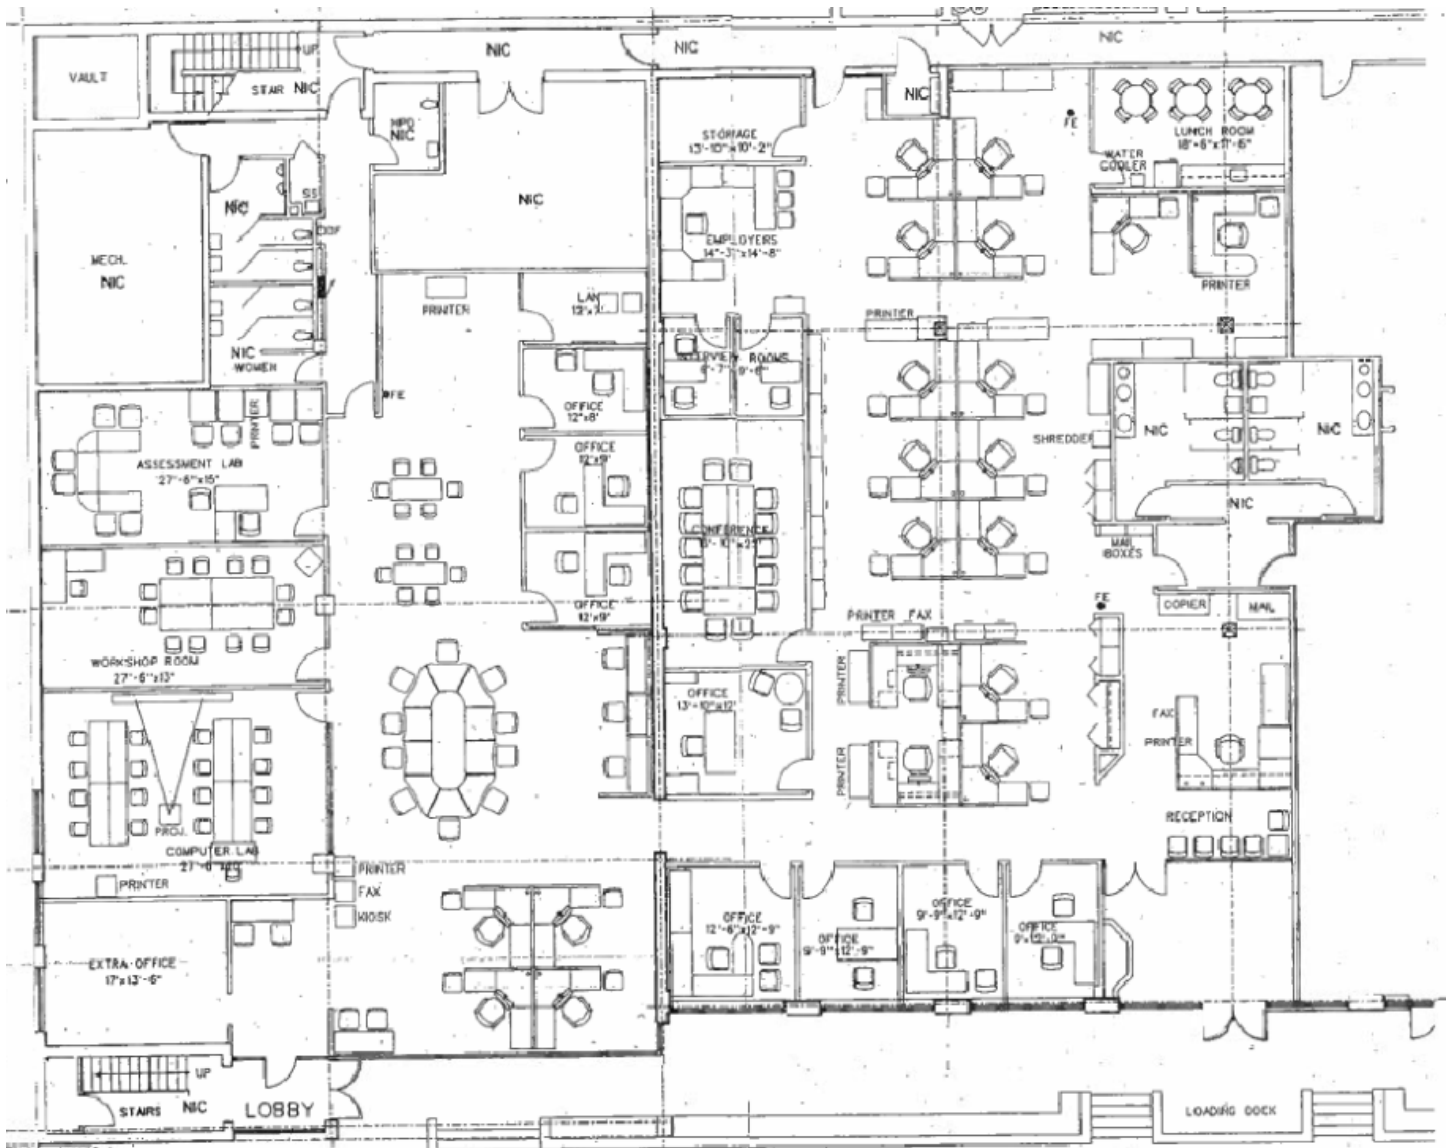 NIC
NIC
NIC
VAULT
UP
STAIR NIC
NIC
FE
LUNCH ROOM
18'-6"x11'-6"
MPD
NIC
STORAGE
13'-10"x10'-2"
WATER
COOLER
SS
NIC
NIC
EMPLOYERS
14'-3"x14'-8"
MECH.
NIC
PRINTER
PRINTER
LAN
PRINTER
NIC
WOMEN
INTERVIEW ROOMS
FE
OFFICE
12'x8'
PRINTER
ASSESSMENT LAB
27'-6"x15'
OFFICE
12'x9'
SHREDDER
NIC
NIC
NIC
CONFERENCE
MAIL
BOXES
OFFICE
12'x9'
FE
COPIER
MAIL
PRINTER FAX
WORKSHOP ROOM
27'-6"x13'
OFFICE
13'-10"x12'
PRINTER
FAX
PRINTER
PRINTER
PROJ.
RECEPTION
COMPUTER LAB
PRINTER
PRINTER
FAX
KIOSK
OFFICE
12'-6"x12'-9"
OFFICE
9'-9"x12'-9"
OFFICE
9'-9"x12'-9"
OFFICE
EXTRA OFFICE
17'x13'-6"
UP
STAIRS NIC
LOBBY
LOADING DOCK